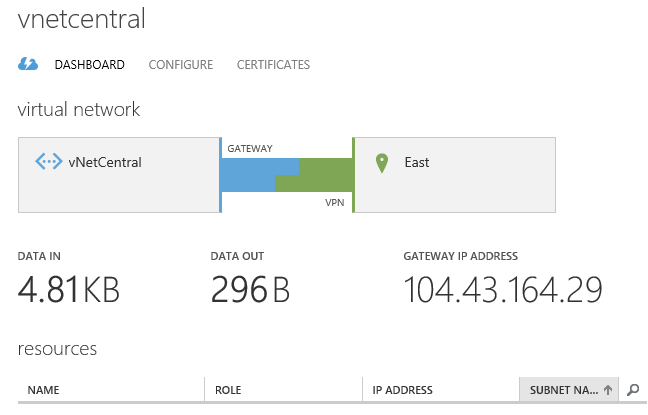 vnetcentral
DASHBOARD CONFIGURE CERTIFICATES
virtual network
GATEWAY
vNetCentral East
VPN
DATA IN DATA OUT GATEWAY IP ADDRESS
4.81KB 296B 104.43.164.29
resources
NAME ROLE IP ADDRESS SUBNET NA...